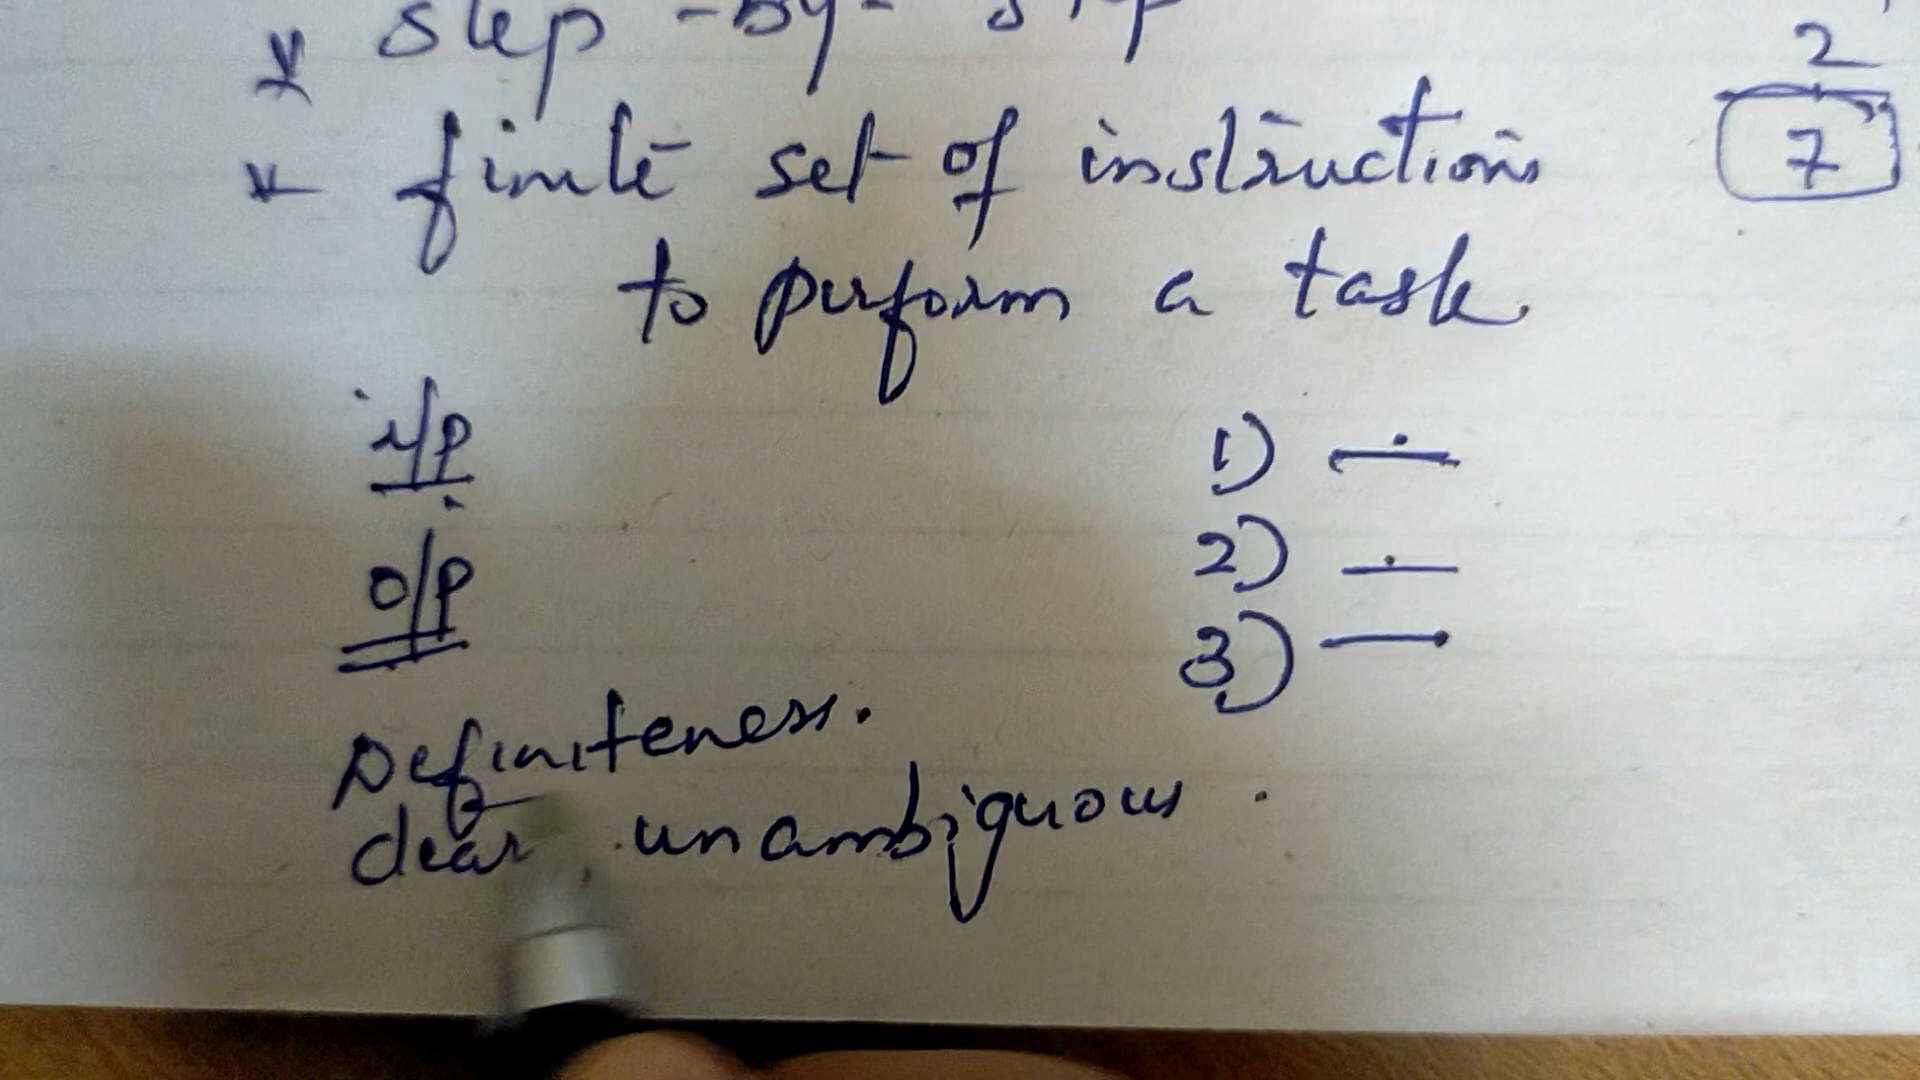 * step-by-step
2
* finite set of instructions
7
to perform a task.
i/p
1)
o/p
2)
3)
Definiteness.
clear unambiguous.